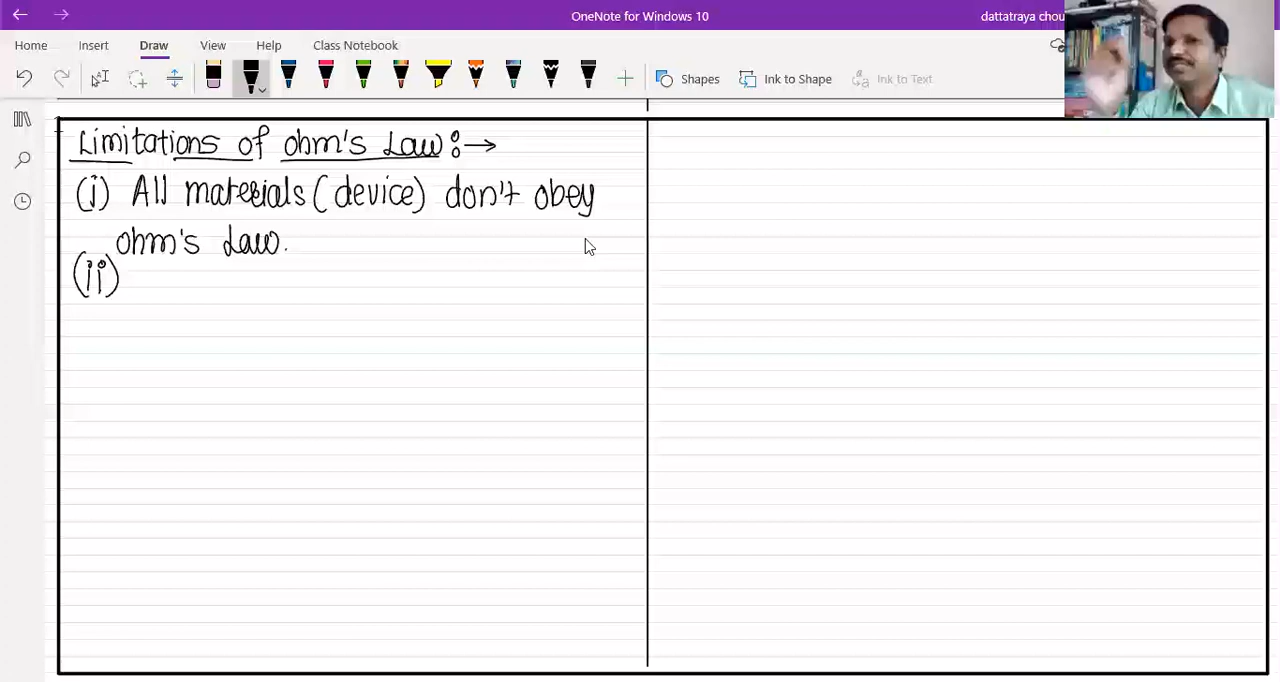 OneNote for Windows 10
dattatraya chou
Home Insert Draw View Help Class Notebook
Shapes Ink to Shape Ink to Text
Limitations of ohm's Law:→
(i) All materials (device) don't obey
ohm's Law.
(ii)